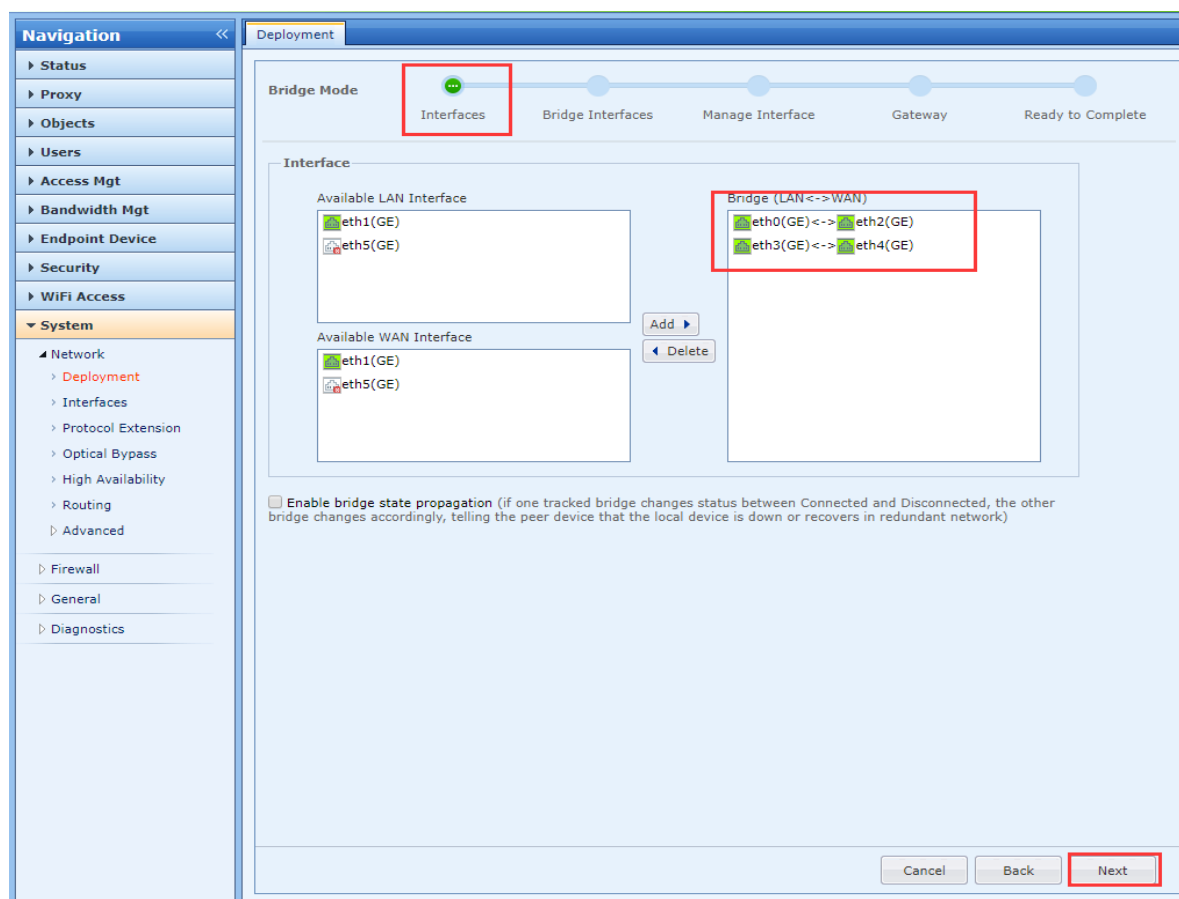 Navigation
Status
Proxy
Objects
Users
Access Mgt
Bandwidth Mgt
Endpoint Device
Security
WiFi Access
System
Network
Deployment
Interfaces
Protocol Extension
Optical Bypass
High Availability
Routing
Advanced
Firewall
General
Diagnostics
Deployment
Bridge Mode
Interfaces
Bridge Interfaces
Manage Interface
Gateway
Ready to Complete
Interface
Available LAN Interface
eth1(GE)
eth5(GE)
Available WAN Interface
eth1(GE)
eth5(GE)
Add
Delete
Bridge (LAN<->WAN)
eth0(GE)<->eth2(GE)
eth3(GE)<->eth4(GE)
Enable bridge state propagation (if one tracked bridge changes status between Connected and Disconnected, the other
bridge changes accordingly, telling the peer device that the local device is down or recovers in redundant network)
Cancel
Back
Next